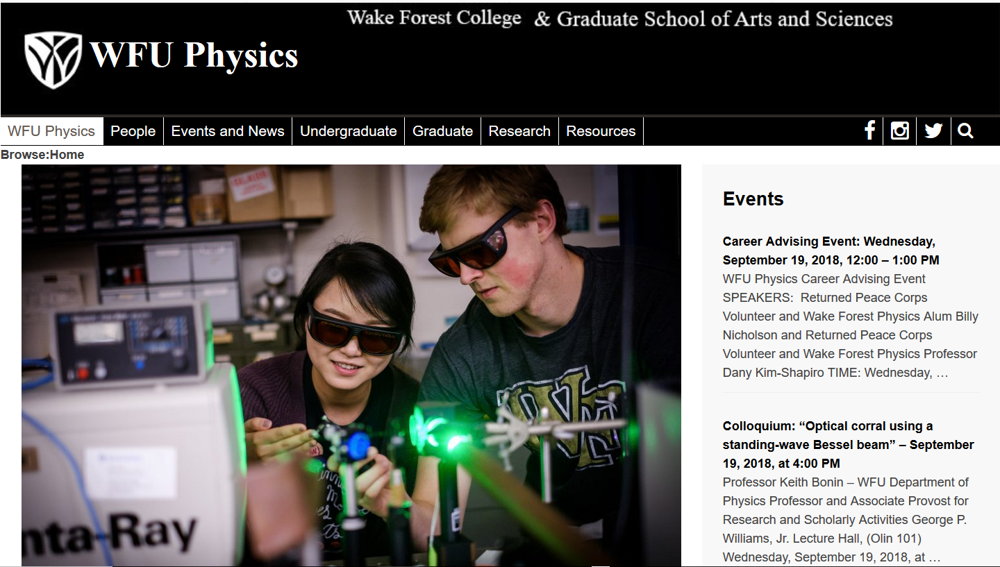 Wake Forest College & Graduate School of Arts and Sciences
WFU Physics
WFU Physics People Events and News Undergraduate Graduate Research Resources
Browse:Home
Events
Career Advising Event: Wednesday,
September 19, 2018, 12:00 – 1:00 PM
WFU Physics Career Advising Event
SPEAKERS:  Returned Peace Corps
Volunteer and Wake Forest Physics Alum Billy
Nicholson and Returned Peace Corps
Volunteer and Wake Forest Physics Professor
Dany Kim-Shapiro TIME: Wednesday, …
Colloquium: “Optical corral using a
standing-wave Bessel beam” – September
19, 2018, at 4:00 PM
Professor Keith Bonin – WFU Department of
Physics Professor and Associate Provost for
Research and Scholarly Activities George P.
Williams, Jr. Lecture Hall, (Olin 101)
Wednesday, September 19, 2018, at …
WF
nta-Ray